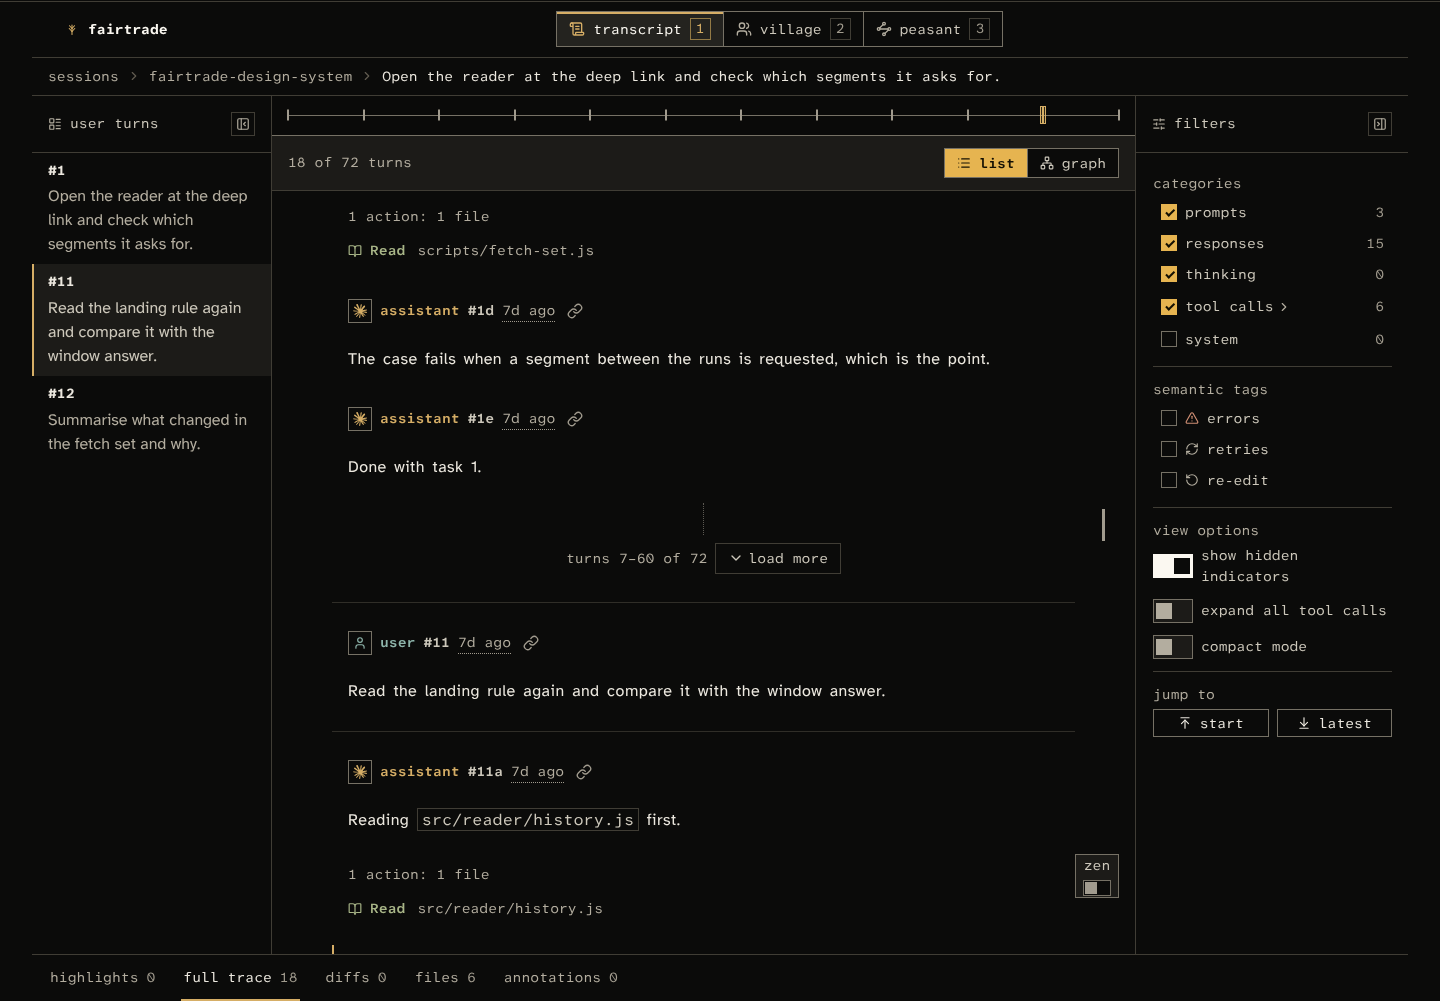 fairtrade
transcript 1
village 2
peasant 3
sessions > fairtrade-design-system > Open the reader at the deep link and check which segments it asks for.
user turns
#1
Open the reader at the deep
link and check which
segments it asks for.
#11
Read the landing rule again
and compare it with the
window answer.
#12
Summarise what changed in
the fetch set and why.
18 of 72 turns
list
graph
1 action: 1 file
Read scripts/fetch-set.js
assistant #1d 7d ago
The case fails when a segment between the runs is requested, which is the point.
assistant #1e 7d ago
Done with task 1.
turns 7–60 of 72
load more
user #11 7d ago
Read the landing rule again and compare it with the window answer.
assistant #11a 7d ago
Reading src/reader/history.js first.
1 action: 1 file
Read src/reader/history.js
zen
filters
categories
prompts 3
responses 15
thinking 0
tool calls > 6
system 0
semantic tags
errors
retries
re-edit
view options
show hidden
indicators
expand all tool calls
compact mode
jump to
start
latest
highlights 0
full trace 18
diffs 0
files 6
annotations 0